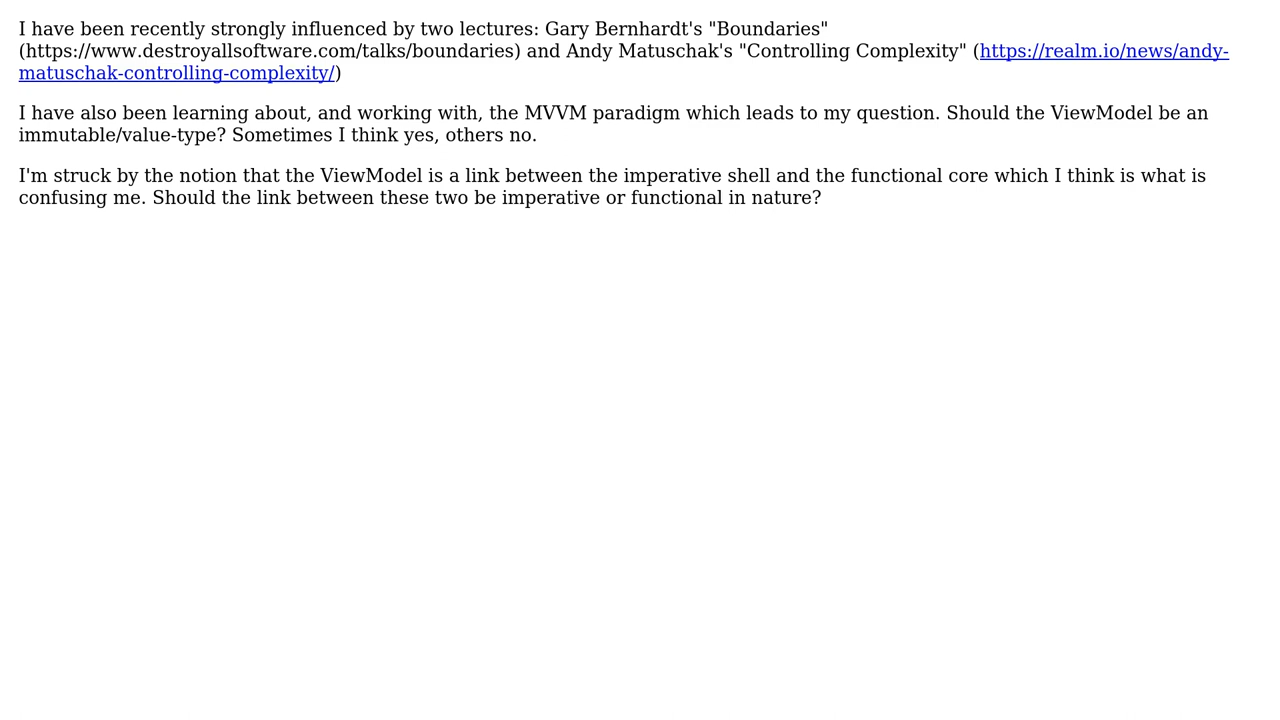 I have been recently strongly influenced by two lectures: Gary Bernhardt's "Boundaries"
(https://www.destroyallsoftware.com/talks/boundaries) and Andy Matuschak's "Controlling Complexity" (https://realm.io/news/andy-
matuschak-controlling-complexity/)
I have also been learning about, and working with, the MVVM paradigm which leads to my question. Should the ViewModel be an
immutable/value-type? Sometimes I think yes, others no.
I'm struck by the notion that the ViewModel is a link between the imperative shell and the functional core which I think is what is
confusing me. Should the link between these two be imperative or functional in nature?